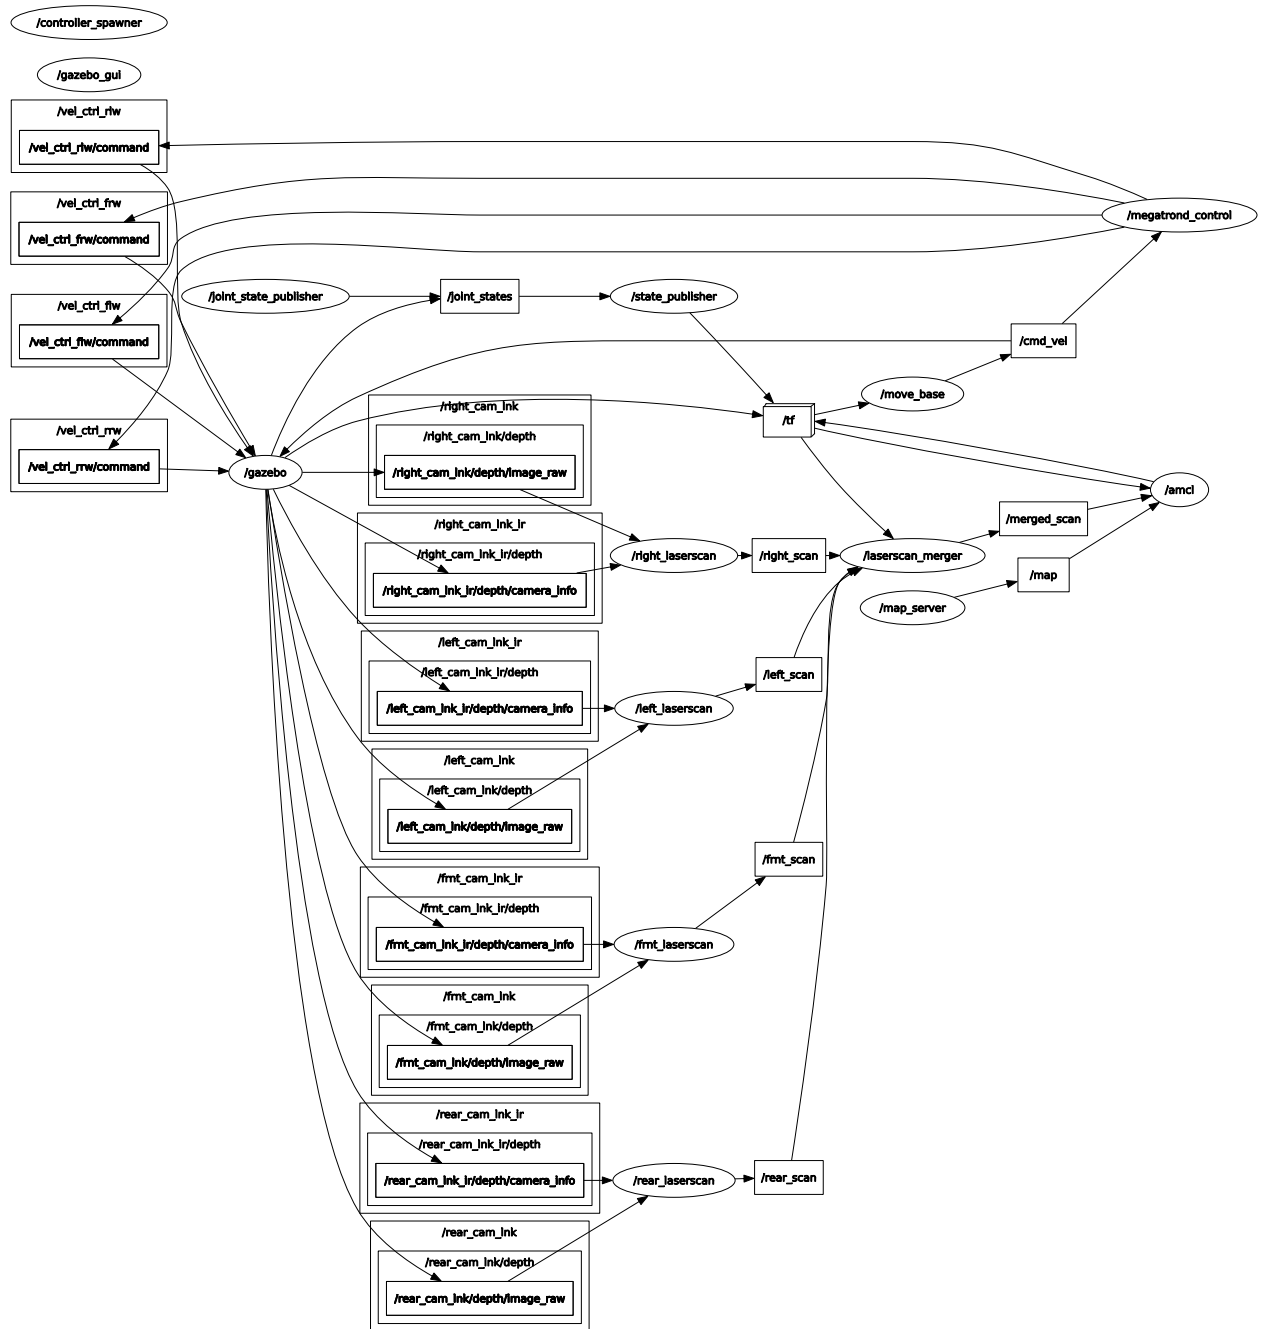 /controller_spawner
/gazebo_gui
/vel_ctrl_rlw
/vel_ctrl_rlw/command
/vel_ctrl_frw
/vel_ctrl_frw/command
/megatrond_control
/vel_ctrl_flw
/vel_ctrl_flw/command
/joint_state_publisher
/joint_states
/state_publisher
/cmd_vel
/move_base
/tf
/vel_ctrl_rrw
/vel_ctrl_rrw/command
/gazebo
/right_cam_lnk
/right_cam_lnk/depth
/right_cam_lnk/depth/image_raw
/amcl
/right_cam_lnk_ir
/right_cam_lnk_ir/depth
/right_cam_lnk_ir/depth/camera_info
/right_laserscan
/right_scan
/laserscan_merger
/merged_scan
/map
/map_server
/left_cam_lnk_ir
/left_cam_lnk_ir/depth
/left_cam_lnk_ir/depth/camera_info
/left_laserscan
/left_scan
/left_cam_lnk
/left_cam_lnk/depth
/left_cam_lnk/depth/image_raw
/frnt_scan
/frnt_cam_lnk_ir
/frnt_cam_lnk_ir/depth
/frnt_cam_lnk_ir/depth/camera_info
/frnt_laserscan
/frnt_cam_lnk
/frnt_cam_lnk/depth
/frnt_cam_lnk/depth/image_raw
/rear_cam_lnk_ir
/rear_cam_lnk_ir/depth
/rear_cam_lnk_ir/depth/camera_info
/rear_laserscan
/rear_scan
/rear_cam_lnk
/rear_cam_lnk/depth
/rear_cam_lnk/depth/image_raw